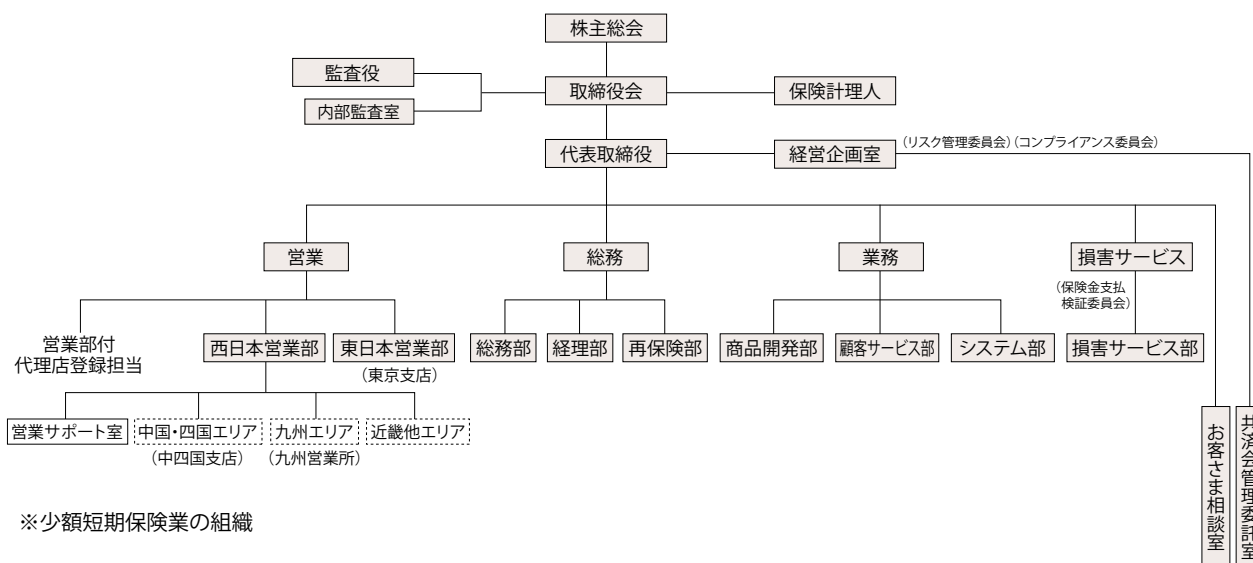 株主総会
監査役
取締役会
保険計理人
内部監査室
代表取締役
経営企画室
(リスク管理委員会)(コンプライアンス委員会)
営業
総務
業務
損害サービス
(保険金支払
検証委員会)
営業部付
代理店登録担当
西日本営業部
東日本営業部
(東京支店)
総務部
経理部
再保険部
商品開発部
顧客サービス部
システム部
損害サービス部
営業サポート室
中国・四国エリア
(中四国支店)
九州エリア
(九州営業所)
近畿他エリア
お客さま相談室
共済会管理委託室
※少額短期保険業の組織